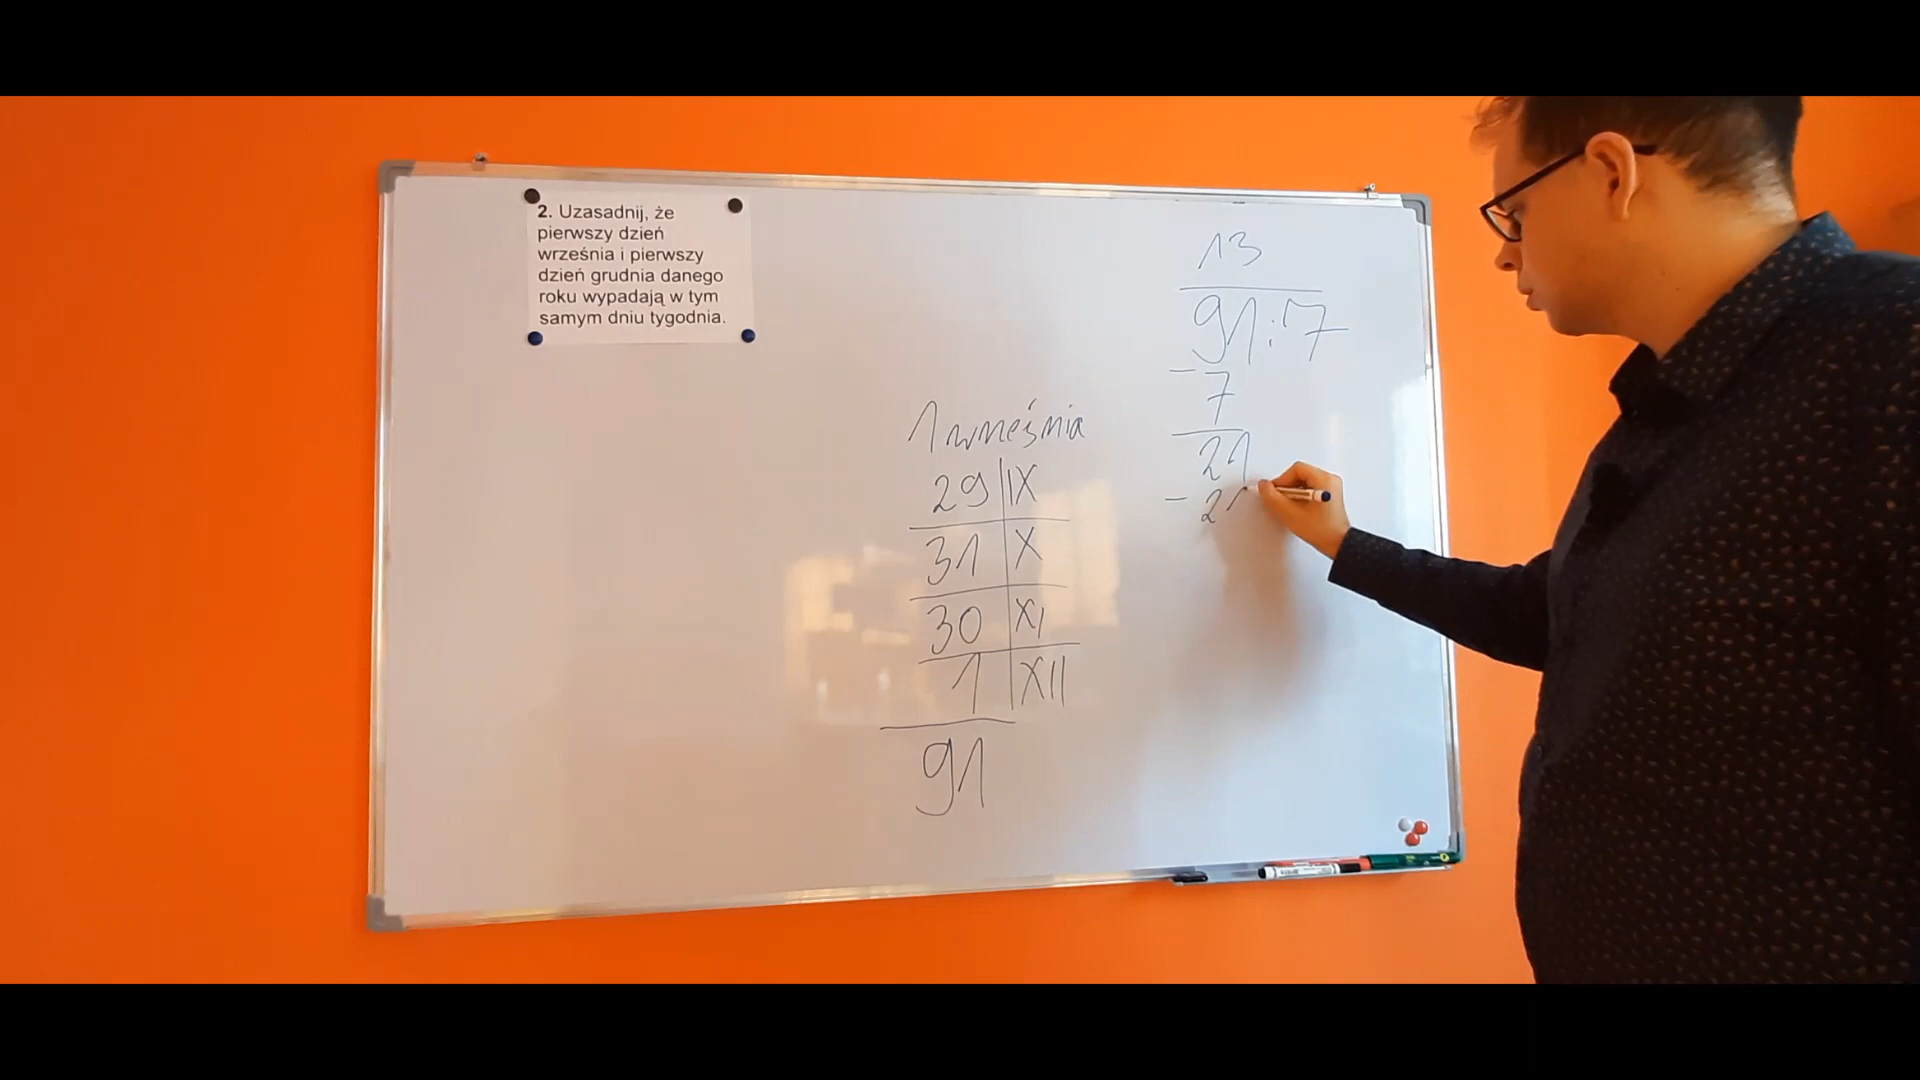 2. Uzasadnij, że
pierwszy dzień
września i pierwszy
dzień grudnia danego
roku wypadają w tym
samym dniu tygodnia.
1 września
29 | IX
31 | X
30 | XI
1 | XII
91
13
91:7
- 7
21
- 21